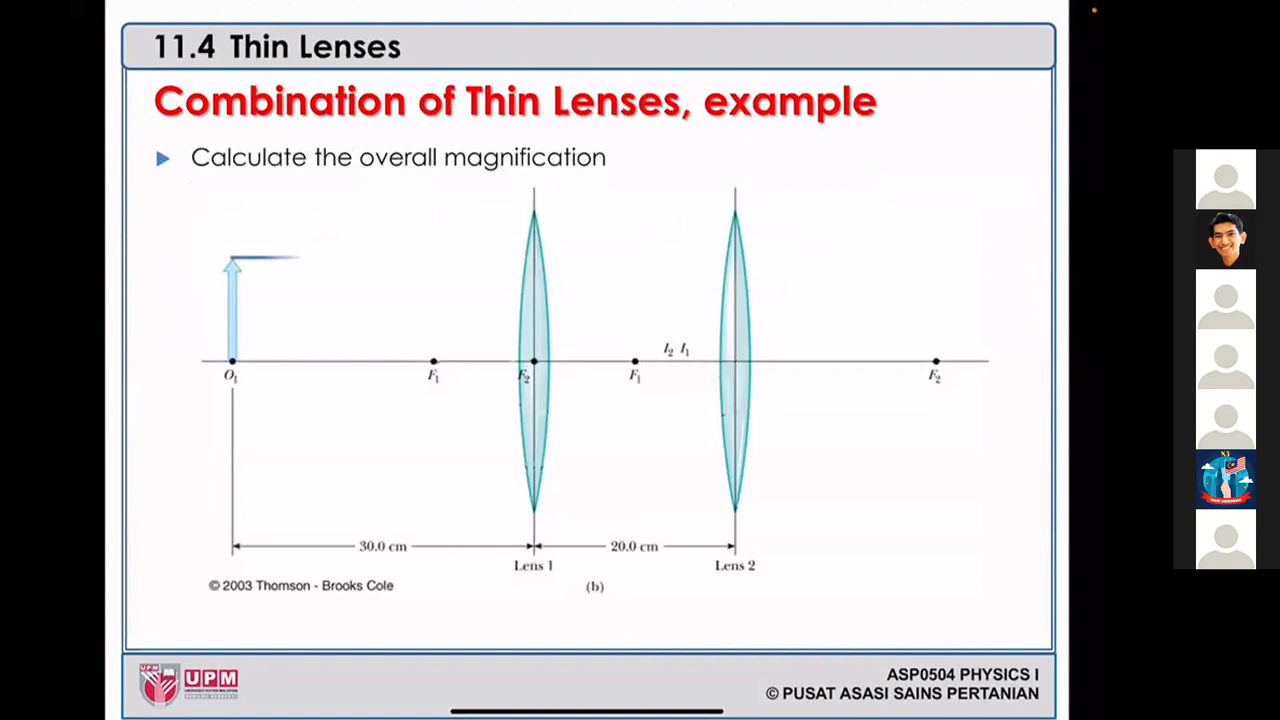 11.4 Thin Lenses
Combination of Thin Lenses, example
Calculate the overall magnification
I₂ I₁
O₁ F₁ F₂ F₁ F₂
30.0 cm 20.0 cm
Lens 1 Lens 2
© 2003 Thomson - Brooks Cole (b)
UPM
UPM
ASP0504 PHYSICS I
© PUSAT ASASI SAINS PERTANIAN